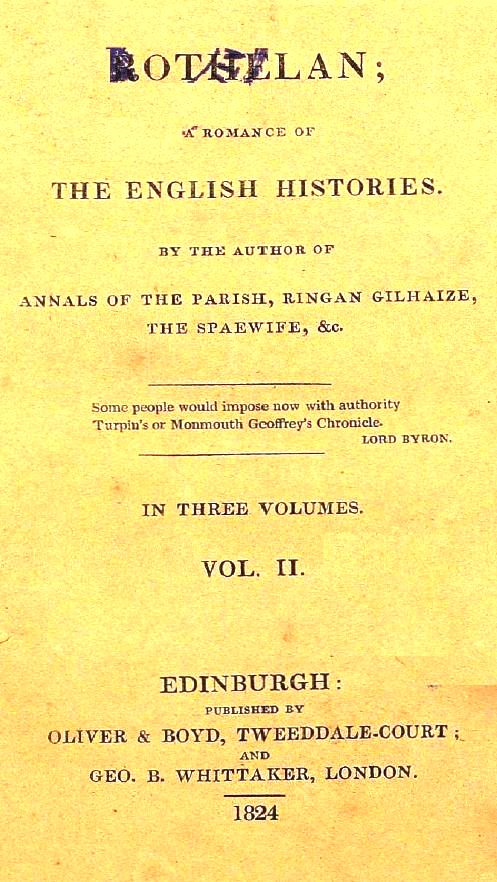 ROTHELAN;
A ROMANCE OF
THE ENGLISH HISTORIES.
BY THE AUTHOR OF
ANNALS OF THE PARISH, RINGAN GILHAIZE,
THE SPAEWIFE, &c.
Some people would impose now with authority
Turpin's or Monmouth Geoffrey's Chronicle.
LORD BYRON.
IN THREE VOLUMES.
VOL. II.
EDINBURGH:
PUBLISHED BY
OLIVER & BOYD, TWEEDDALE-COURT;
AND
GEO. B. WHITTAKER, LONDON.
1824